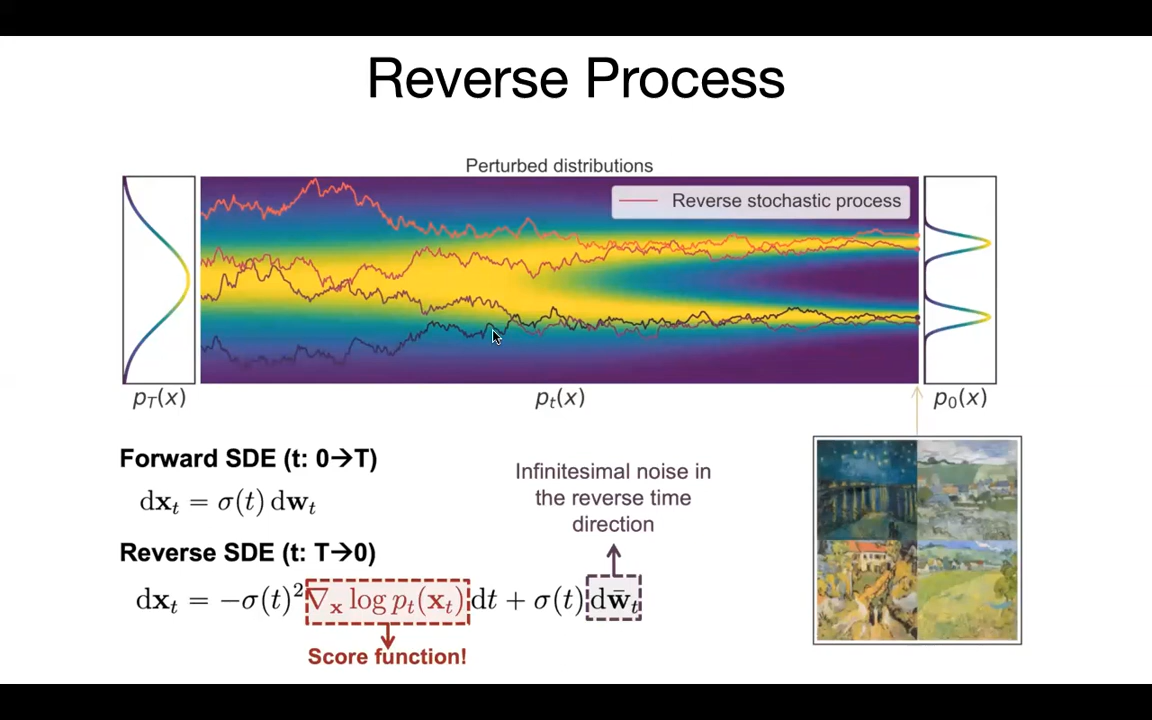 Reverse Process
Perturbed distributions
Reverse stochastic process
p_T(x)
p_t(x)
p_0(x)
Forward SDE (t: 0→T)
d𝐱_t = σ(t) d𝐰_t
Infinitesimal noise in
the reverse time
direction
Reverse SDE (t: T→0)
d𝐱_t = −σ(t)² ∇_𝐱 log p_t(𝐱_t) dt + σ(t) d𝐰̄_t
Score function!